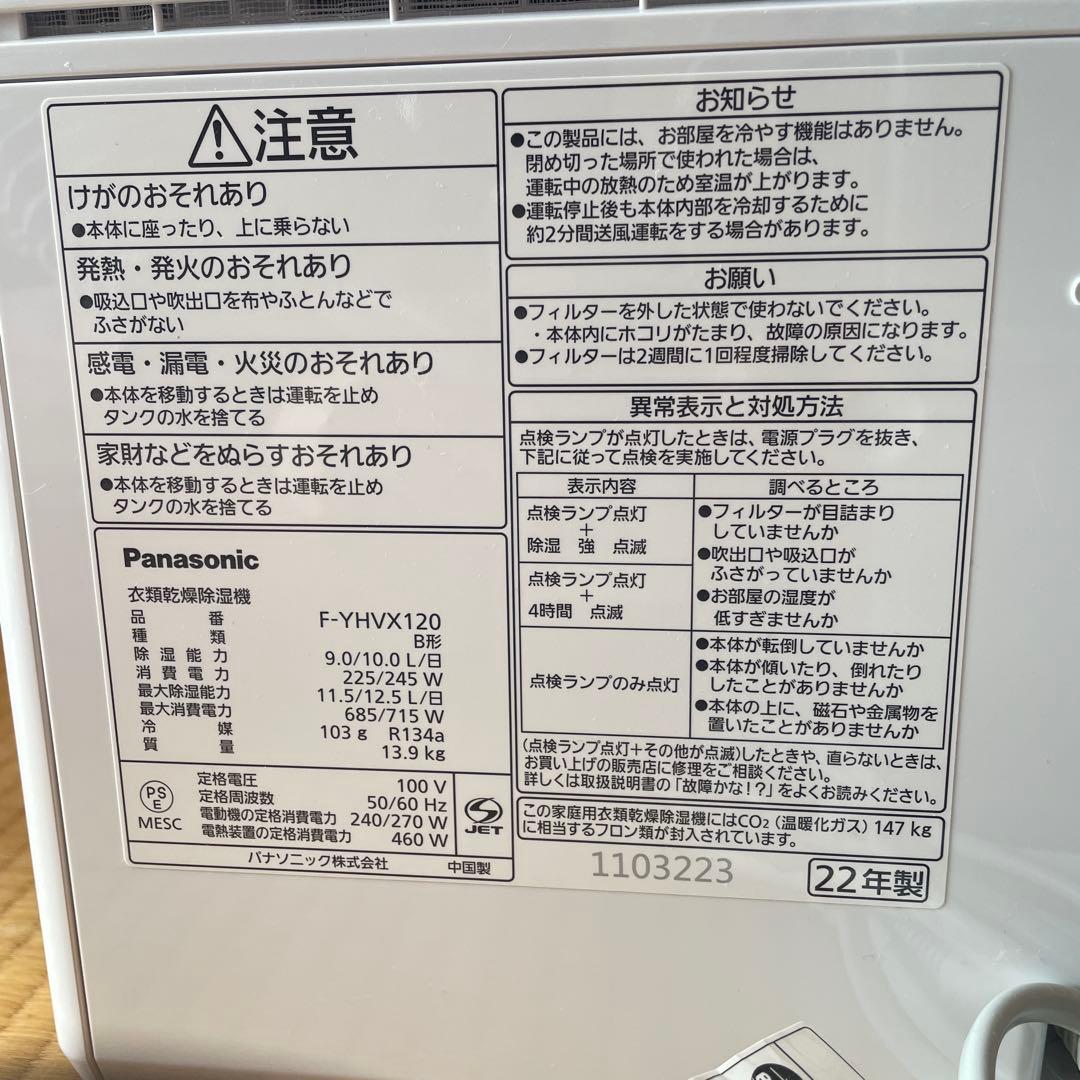 ⚠注意
けがのおそれあり
●本体に座ったり、上に乗らない
発熱・発火のおそれあり
●吸込口や吹出口を布やふとんなどで
ふさがない
感電・漏電・火災のおそれあり
●本体を移動するときは運転を止め
タンクの水を捨てる
家財などをぬらすおそれあり
●本体を移動するときは運転を止め
タンクの水を捨てる
Panasonic
衣類乾燥除湿機
品番 F-YHVX120
種類 B形
除湿能力 9.0/10.0 L/日
消費電力 225/245 W
最大除湿能力 11.5/12.5 L/日
最大消費電力 685/715 W
冷媒 103 g R134a
質量 13.9 kg
PS
E
MESC
定格電圧 100 V
定格周波数 50/60 Hz
電動機の定格消費電力 240/270 W
電熱装置の定格消費電力 460 W
JET
パナソニック株式会社 中国製
お知らせ
●この製品には、お部屋を冷やす機能はありません。
閉め切った場所で使われた場合は、
運転中の放熱のため室温が上がります。
●運転停止後も本体内部を冷却するために
約2分間送風運転をする場合があります。
お願い
●フィルターを外した状態で使わないでください。
・本体内にホコリがたまり、故障の原因になります。
●フィルターは2週間に1回程度掃除してください。
異常表示と対処方法
点検ランプが点灯したときは、電源プラグを抜き、
下記に従って点検を実施してください。
表示内容 調べるところ
点検ランプ点灯
+
除湿 強 点滅
点検ランプ点灯
+
4時間 点滅
●フィルターが目詰まり
していませんか
●吹出口や吸込口が
ふさがっていませんか
●お部屋の湿度が
低すぎませんか
点検ランプのみ点灯
●本体が転倒していませんか
●本体が傾いたり、倒れたり
したことがありませんか
●本体の上に、磁石や金属物を
置いたことがありませんか
(点検ランプ点灯+その他が点滅)したときや、直らないときは、
お買い上げの販売店に修理をご相談ください。
詳しくは取扱説明書の「故障かな!?」をよくお読みください。
この家庭用衣類乾燥除湿機にはCO₂(温暖化ガス)147 kg
に相当するフロン類が封入されています。
1103223
22年製